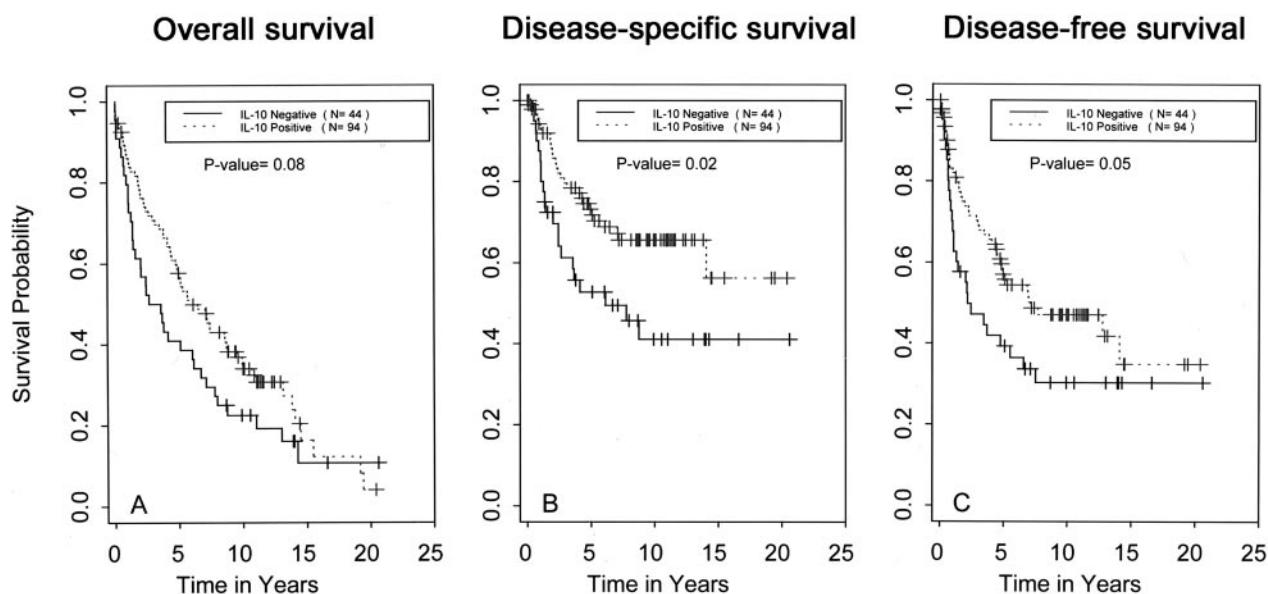 Overall survival
Disease-specific survival
Disease-free survival
Survival Probability
0.0 0.2 0.4 0.6 0.8 1.0
IL-10 Negative ( N= 44 )
IL-10 Positive ( N= 94 )
P-value= 0.08
A
0 5 10 15 20 25
Time in Years
0.0 0.2 0.4 0.6 0.8 1.0
IL-10 Negative ( N= 44 )
IL-10 Positive ( N= 94 )
P-value= 0.02
B
0 5 10 15 20 25
Time in Years
0.0 0.2 0.4 0.6 0.8 1.0
IL-10 Negative ( N= 44 )
IL-10 Positive ( N= 94 )
P-value= 0.05
C
0 5 10 15 20 25
Time in Years